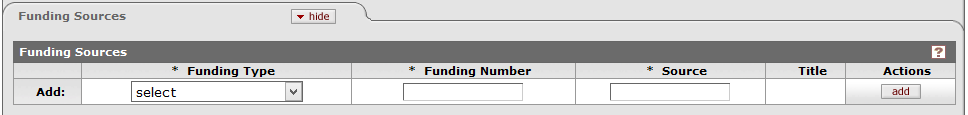 Funding Sources hide
Funding Sources ?
* Funding Type * Funding Number * Source Title Actions
Add: select add